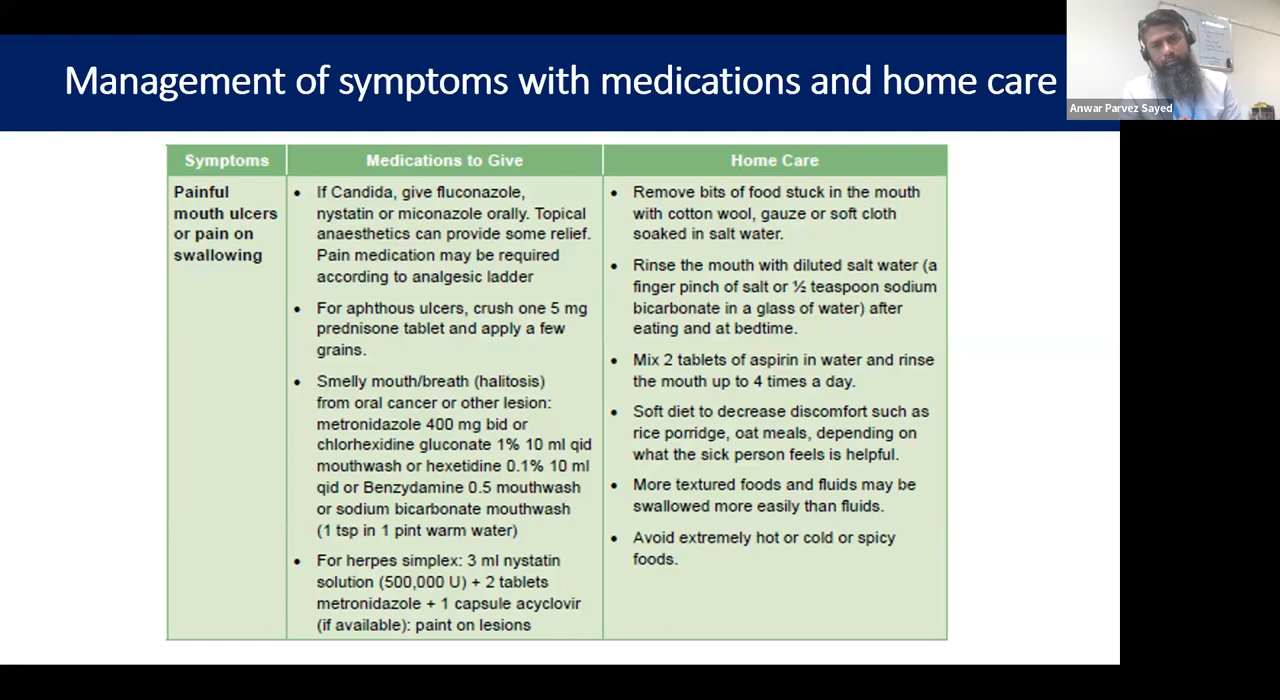 Management of symptoms with medications and home care
Anwar Parvez Sayed
Symptoms
Medications to Give
Home Care
Painful
mouth ulcers
or pain on
swallowing
• If Candida, give fluconazole,
nystatin or miconazole orally. Topical
anaesthetics can provide some relief.
Pain medication may be required
according to analgesic ladder
• For aphthous ulcers, crush one 5 mg
prednisone tablet and apply a few
grains.
• Smelly mouth/breath (halitosis)
from oral cancer or other lesion:
metronidazole 400 mg bid or
chlorhexidine gluconate 1% 10 ml qid
mouthwash or hexetidine 0.1% 10 ml
qid or Benzydamine 0.5 mouthwash
or sodium bicarbonate mouthwash
(1 tsp in 1 pint warm water)
• For herpes simplex: 3 ml nystatin
solution (500,000 U) + 2 tablets
metronidazole + 1 capsule acyclovir
(if available): paint on lesions
• Remove bits of food stuck in the mouth
with cotton wool, gauze or soft cloth
soaked in salt water.
• Rinse the mouth with diluted salt water (a
finger pinch of salt or ½ teaspoon sodium
bicarbonate in a glass of water) after
eating and at bedtime.
• Mix 2 tablets of aspirin in water and rinse
the mouth up to 4 times a day.
• Soft diet to decrease discomfort such as
rice porridge, oat meals, depending on
what the sick person feels is helpful.
• More textured foods and fluids may be
swallowed more easily than fluids.
• Avoid extremely hot or cold or spicy
foods.